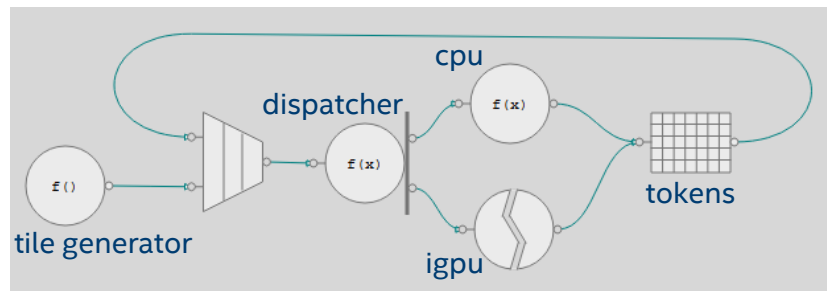 cpu
dispatcher
f(x)
f(x)
f()
tokens
tile generator
igpu